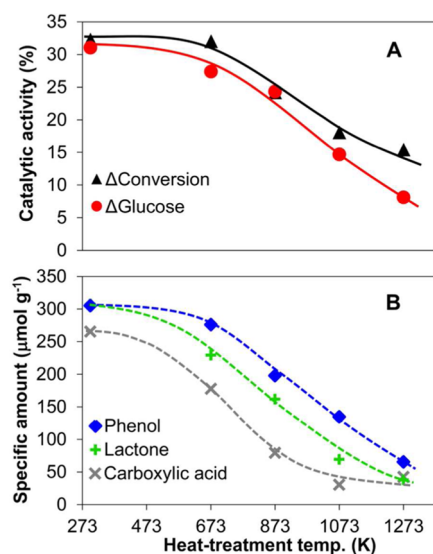 35
30
25
20
15
10
5
0
Catalytic activity (%)
A
ΔConversion
ΔGlucose
350
300
250
200
150
100
50
0
Specific amount (μmol g⁻¹)
B
Phenol
Lactone
Carboxylic acid
273 473 673 873 1073 1273
Heat-treatment temp. (K)